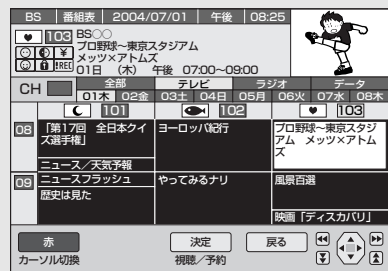 BS 番組表 2004/07/01 午後 08:25
103 BS○○
プロ野球~東京スタジアム
メッツ×アトムズ
¥ !REC
01日 (木) 午後 07:00~09:00
CH 全部 テレビ ラジオ データ
01木 02金 03土 04日 05月 06火 07水 08木
101 102 103
08 「第17回 全日本クイズ選手権」 ヨーロッパ紀行 プロ野球~東京スタジアム メッツ×アトムズ
ニュース/天気予報
09 ニュースフラッシュ やってみるナリ 風景百選
歴史は見た
映画「ディスカバリ」
赤 決定 戻る
カーソル切換 視聴/予約